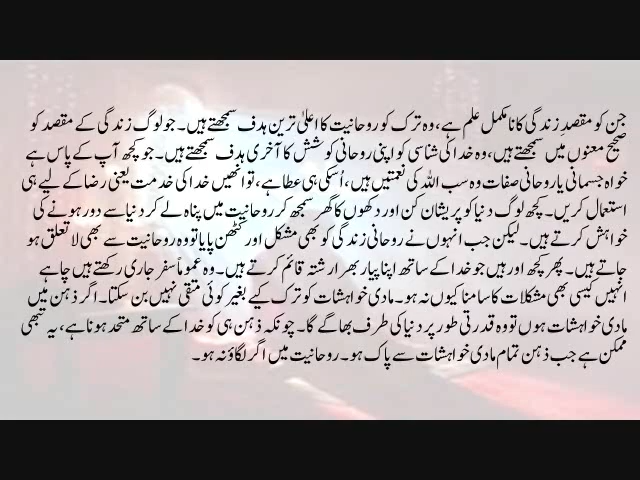 جن کو مقصدِ زندگی کا نا مکمل علم ہے، وہ ترک کو روحانیت کا اعلیٰ ترین ہدف سمجھتے ہیں۔ جو لوگ زندگی کے مقصد کو
صحیح معنوں میں سمجھتے ہیں، وہ خدا کی شناسی کو اپنی روحانی کوشش کا آخری ہدف سمجھتے ہیں۔ جو کچھ آپ کے پاس ہے
خواہ جسمانی یا روحانی صفات وہ سب اللہ کی نعمتیں ہیں، اُسکی ہی عطا ہے، تو انھیں خدا کی خدمت یعنی رضا کے لیے ہی
استعمال کریں۔ کچھ لوگ دنیا کو پریشان کن اور دکھوں کا گھر سمجھ کر روحانیت میں پناہ لے کر دنیا سے دور ہونے کی
خواہش کرتے ہیں۔ لیکن جب انہوں نے روحانی زندگی کو بھی مشکل اور کٹھن پایا تو وہ روحانیت سے بھی لا تعلق ہو
جاتے ہیں۔ پھر کچھ اور ہیں جو خدا کے ساتھ اپنا پیار بھرا رشتہ قائم کرتے ہیں۔ وہ عموماً سفر جاری رکھتے ہیں چاہے
انہیں کیسی بھی مشکلات کا سامنا کیوں نہ ہو۔ مادی خواہشات کو ترک کیے بغیر کوئی متقی نہیں بن سکتا۔ اگر ذہن میں
مادی خواہشات ہوں تو وہ قدرتی طور پر دنیا کی طرف بھاگے گا۔ چونکہ ذہن ہی کو خدا کے ساتھ متحد ہونا ہے، یہ تبھی
ممکن ہے جب ذہن تمام مادی خواہشات سے پاک ہو۔ روحانیت میں اگر لگاؤ نہ ہو۔